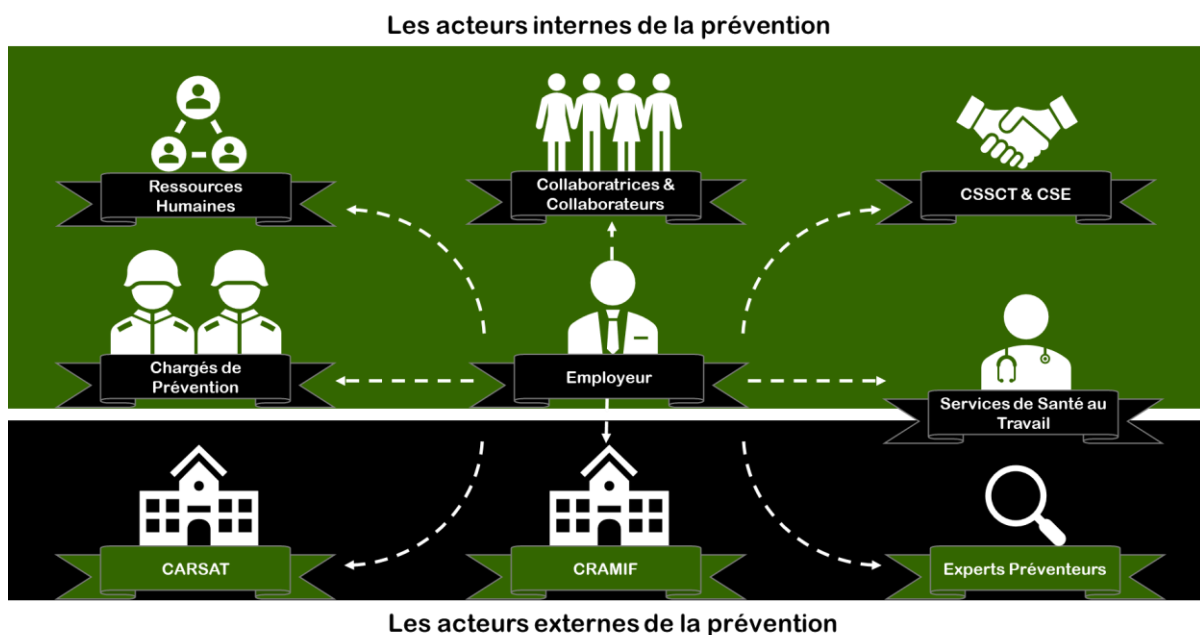 Les acteurs internes de la prévention
Ressources
Humaines
Collaboratrices &
Collaborateurs
CSSCT & CSE
Chargés de
Prévention
Employeur
Services de Santé au
Travail
CARSAT
CRAMIF
Experts Préventeurs
Les acteurs externes de la prévention